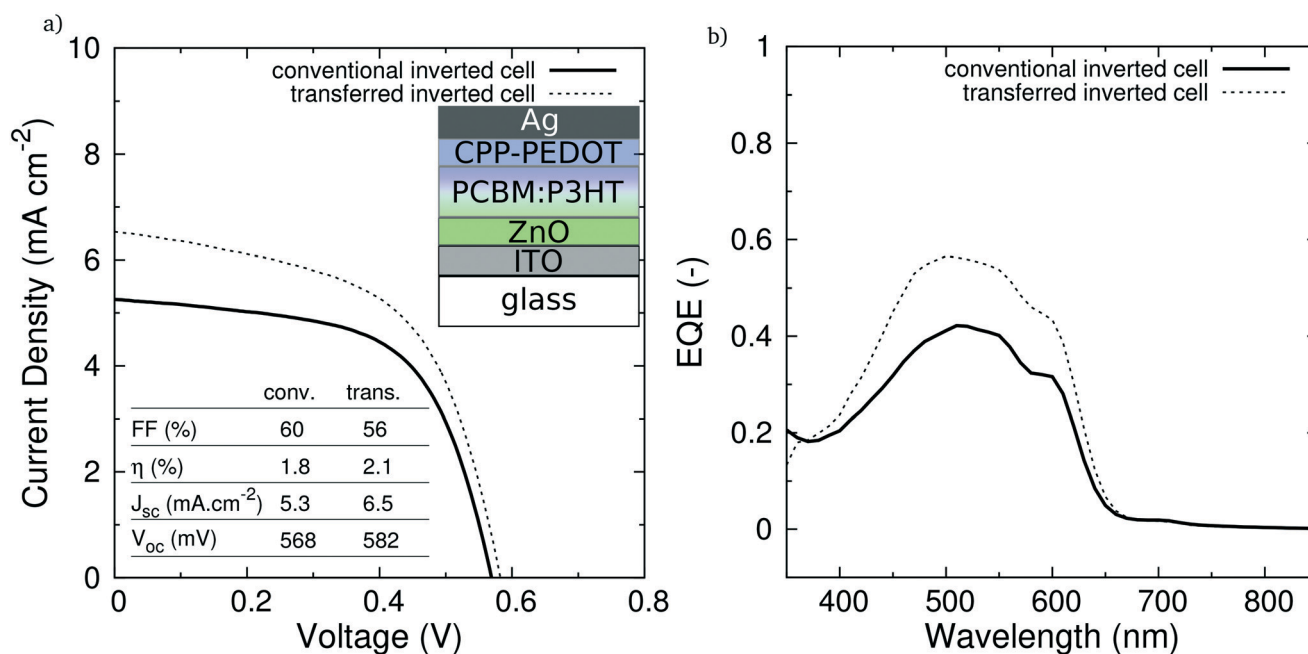 a)
10
8
6
4
2
0
Current Density (mA cm⁻²)
conventional inverted cell
transferred inverted cell
Ag
CPP-PEDOT
PCBM:P3HT
ZnO
ITO
glass
conv. trans.
FF (%) 60 56
η (%) 1.8 2.1
Jsc (mA.cm⁻²) 5.3 6.5
Voc (mV) 568 582
0 0.2 0.4 0.6 0.8
Voltage (V)
b)
1
0.8
0.6
0.4
0.2
0
EQE (-)
conventional inverted cell
transferred inverted cell
400 500 600 700 800
Wavelength (nm)